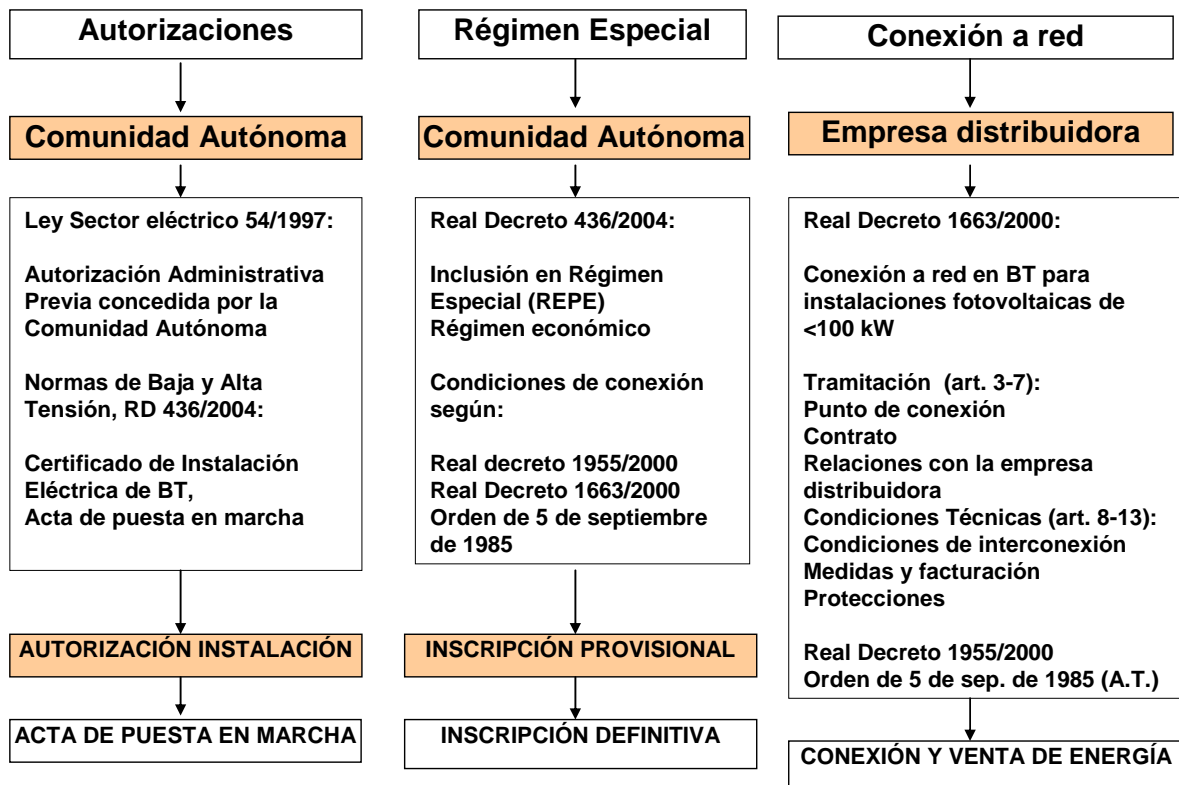 Autorizaciones
Comunidad Autónoma
Ley Sector eléctrico 54/1997:
Autorización Administrativa
Previa concedida por la
Comunidad Autónoma
Normas de Baja y Alta
Tensión, RD 436/2004:
Certificado de Instalación
Eléctrica de BT,
Acta de puesta en marcha
AUTORIZACIÓN INSTALACIÓN
ACTA DE PUESTA EN MARCHA
Régimen Especial
Comunidad Autónoma
Real Decreto 436/2004:
Inclusión en Régimen
Especial (REPE)
Régimen económico
Condiciones de conexión
según:
Real decreto 1955/2000
Real Decreto 1663/2000
Orden de 5 de septiembre
de 1985
INSCRIPCIÓN PROVISIONAL
INSCRIPCIÓN DEFINITIVA
Conexión a red
Empresa distribuidora
Real Decreto 1663/2000:
Conexión a red en BT para
instalaciones fotovoltaicas de
<100 kW
Tramitación (art. 3-7):
Punto de conexión
Contrato
Relaciones con la empresa
distribuidora
Condiciones Técnicas (art. 8-13):
Condiciones de interconexión
Medidas y facturación
Protecciones
Real Decreto 1955/2000
Orden de 5 de sep. de 1985 (A.T.)
CONEXIÓN Y VENTA DE ENERGÍA